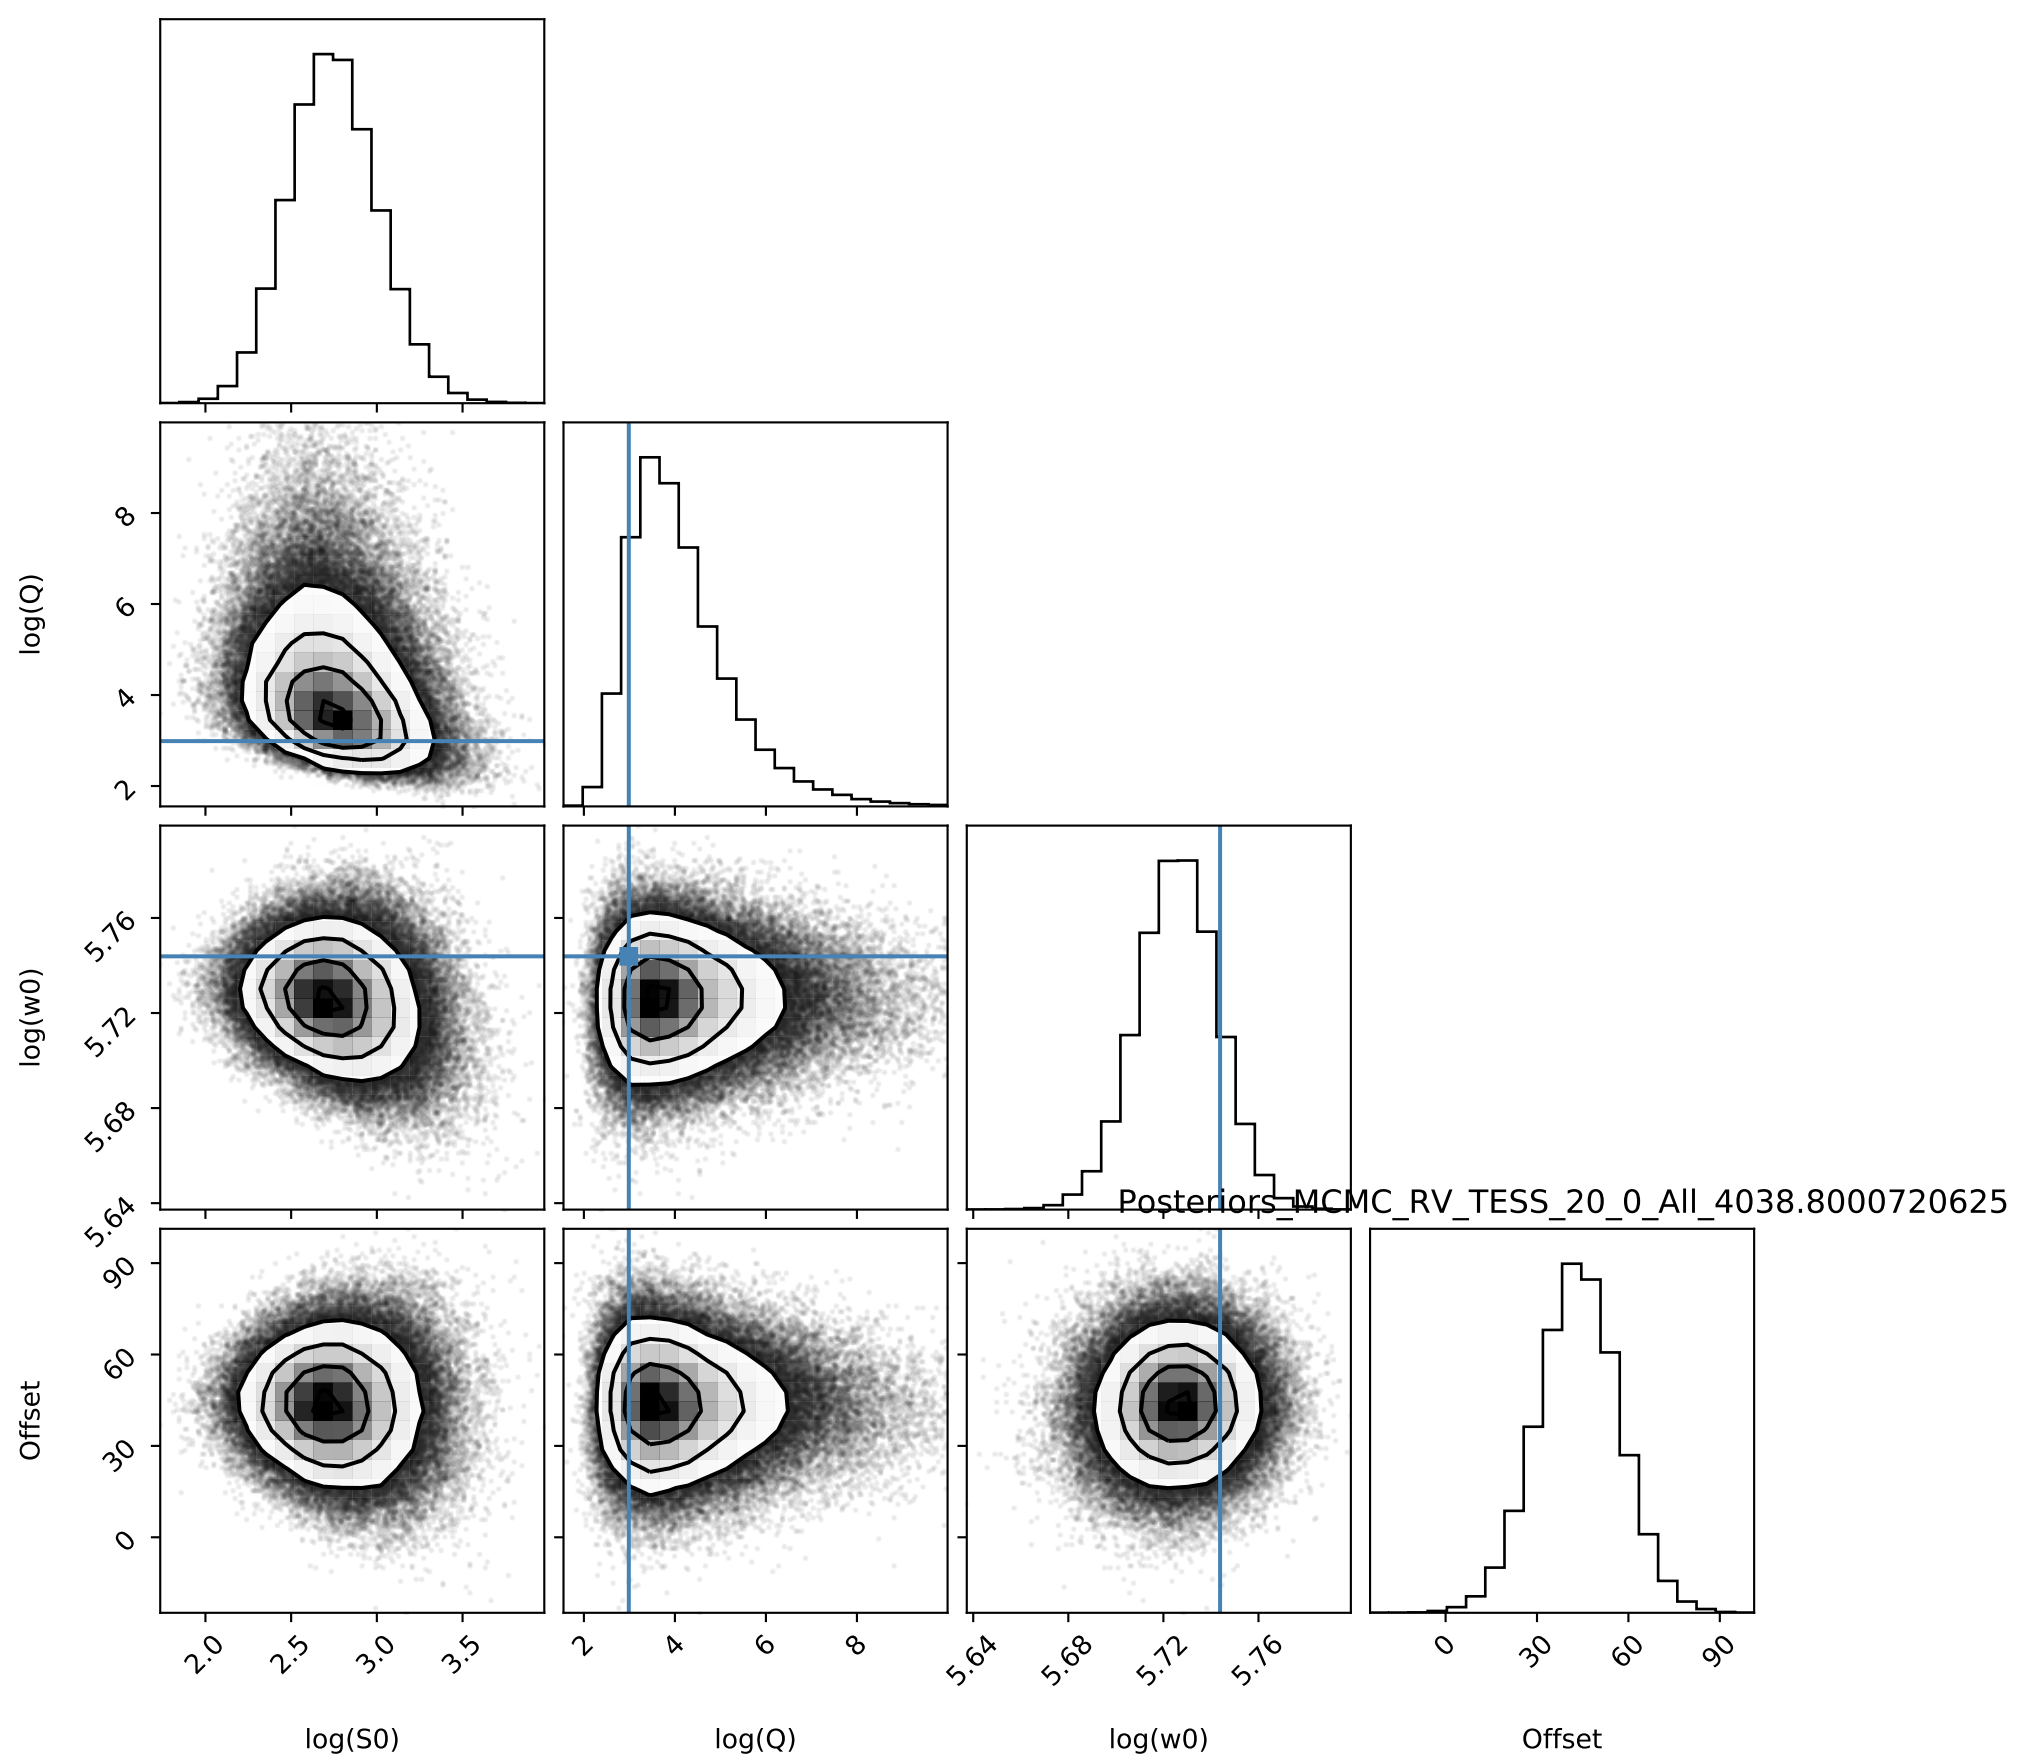 log(Q)
8
6
4
2
log(w0)
5.76
5.72
5.68
5.64
Posteriors_MCMC_RV_TESS_20_0_All_4038.8000720625
Offset
90
60
30
0
2.0 2.5 3.0 3.5 2 4 6 8 5.64 5.68 5.72 5.76 0 30 60 90
log(S0) log(Q) log(w0) Offset